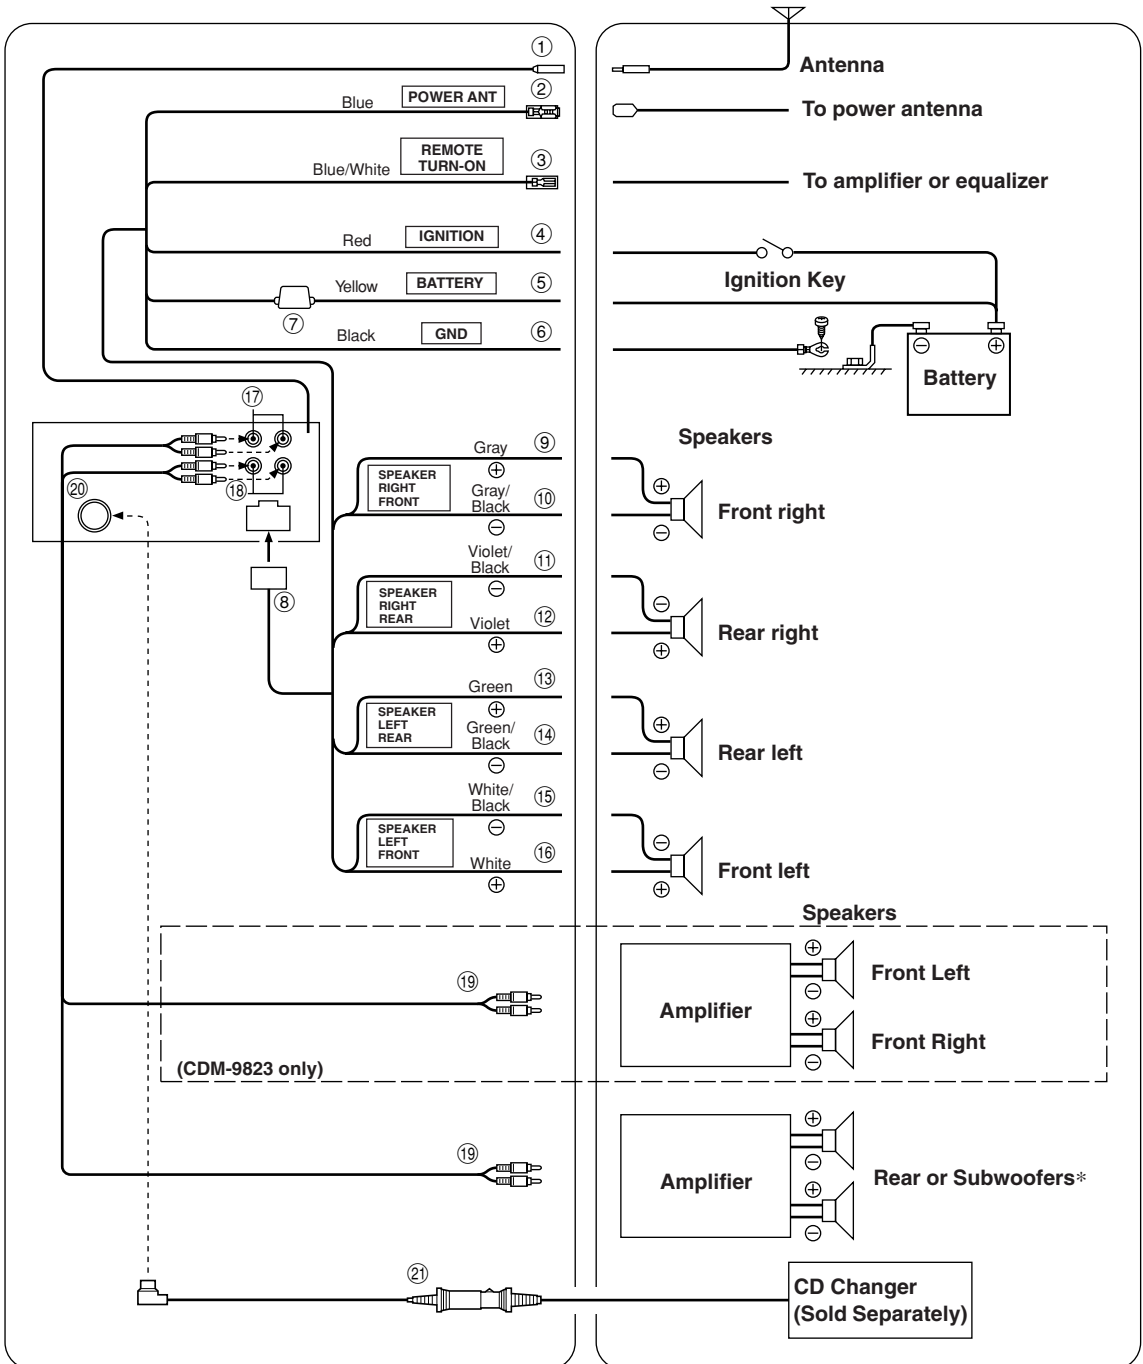 ①
Antenna
②
Blue
POWER ANT
To power antenna
③
Blue/White
REMOTE
TURN-ON
To amplifier or equalizer
④
Red
IGNITION
Ignition Key
⑤
Yellow
BATTERY
⑦
⑥
Black
GND
⊖
⊕
Battery
⑰
⑱
⑳
⑧
Speakers
⑨
Gray
⊕
SPEAKER
RIGHT
FRONT
Gray/
Black
⑩
⊖
⊕
⊖
Front right
Violet/
Black
⑪
⊖
SPEAKER
RIGHT
REAR
Violet
⑫
⊕
⊖
⊕
Rear right
Green
⑬
⊕
SPEAKER
LEFT
REAR
Green/
Black
⑭
⊖
⊕
⊖
Rear left
White/
Black
⑮
⊖
SPEAKER
LEFT
FRONT
White
⑯
⊕
⊖
⊕
Front left
Speakers
⑲
Amplifier
⊕
⊖
Front Left
⊕
⊖
Front Right
(CDM-9823 only)
⑲
Amplifier
⊕
⊖
⊕
⊖
Rear or Subwoofers*
㉑
CD Changer
(Sold Separately)